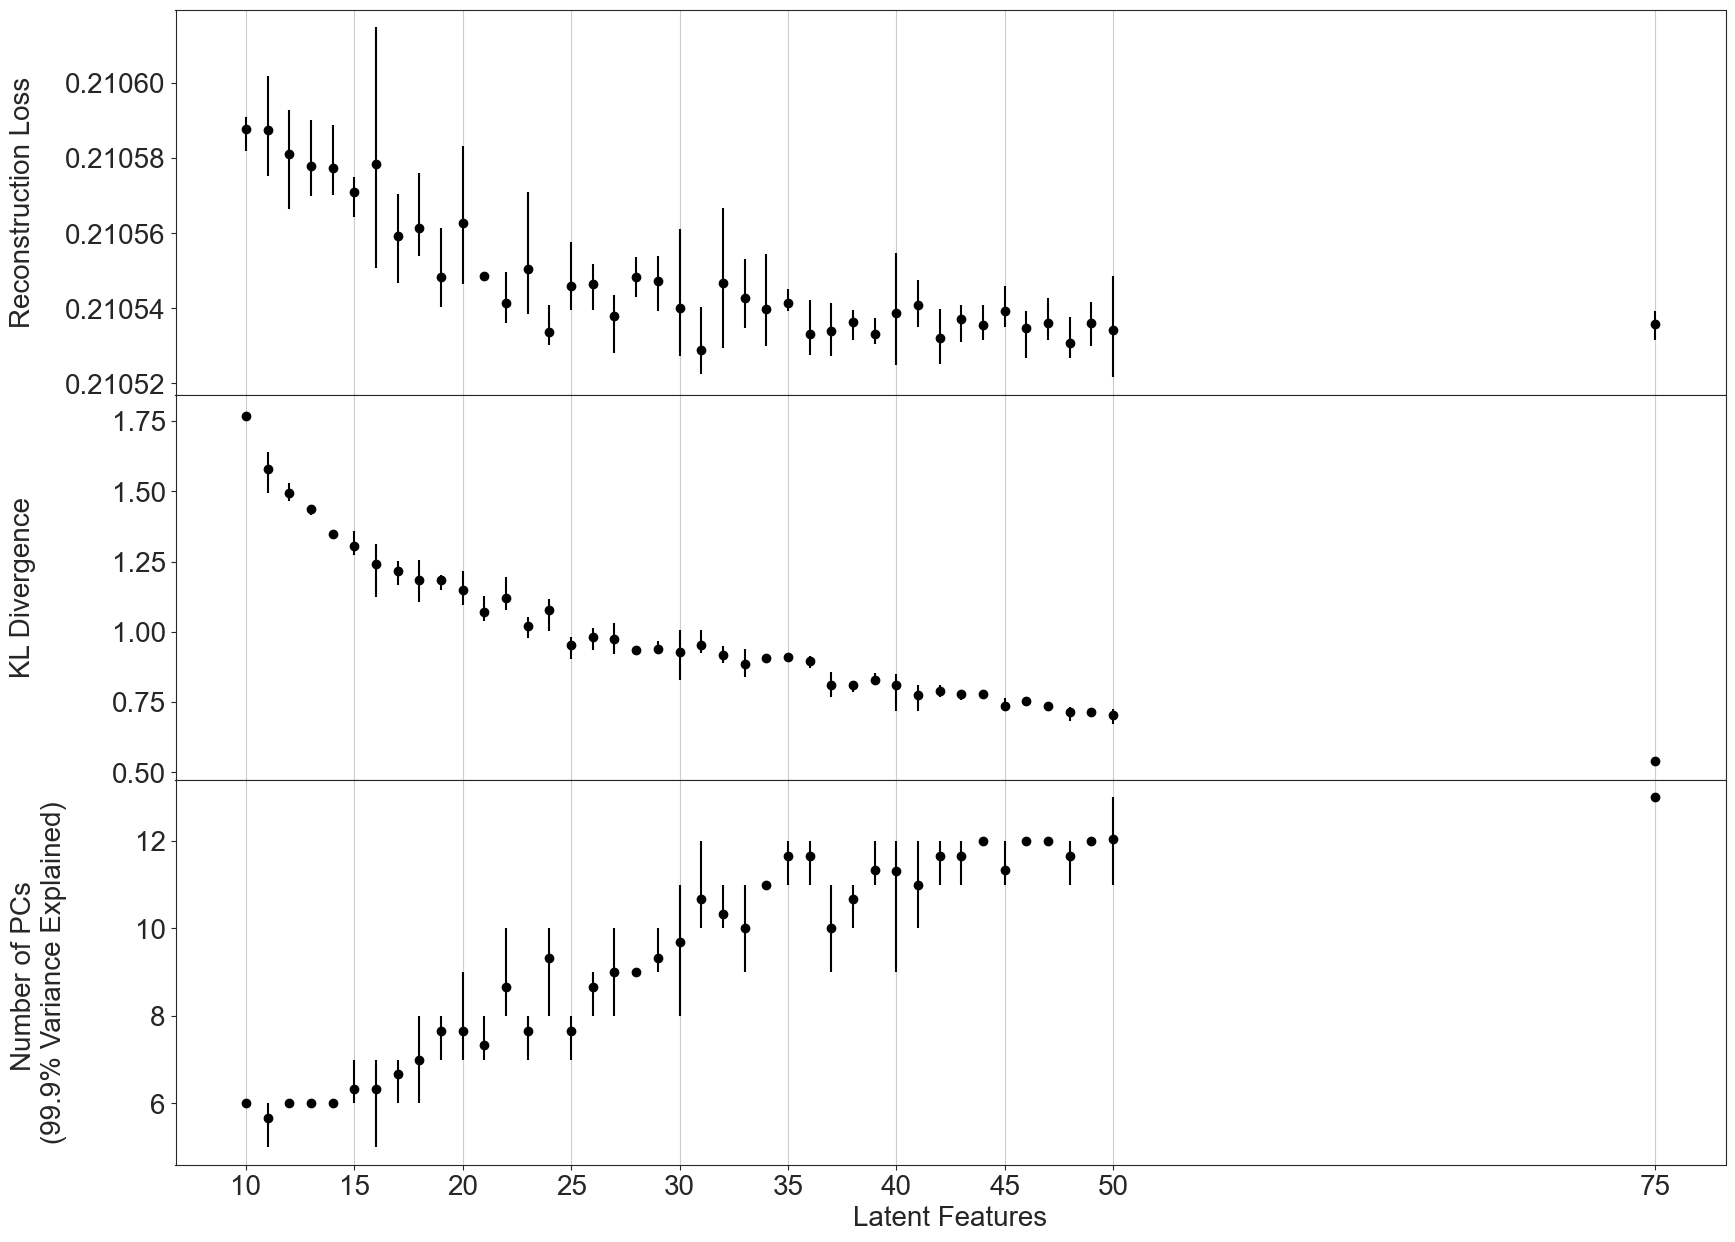 Reconstruction Loss
0.21060
0.21058
0.21056
0.21054
0.21052
KL Divergence
1.75
1.50
1.25
1.00
0.75
0.50
Number of PCs
(99.9% Variance Explained)
12
10
8
6
10 15 20 25 30 35 40 45 50 75
Latent Features